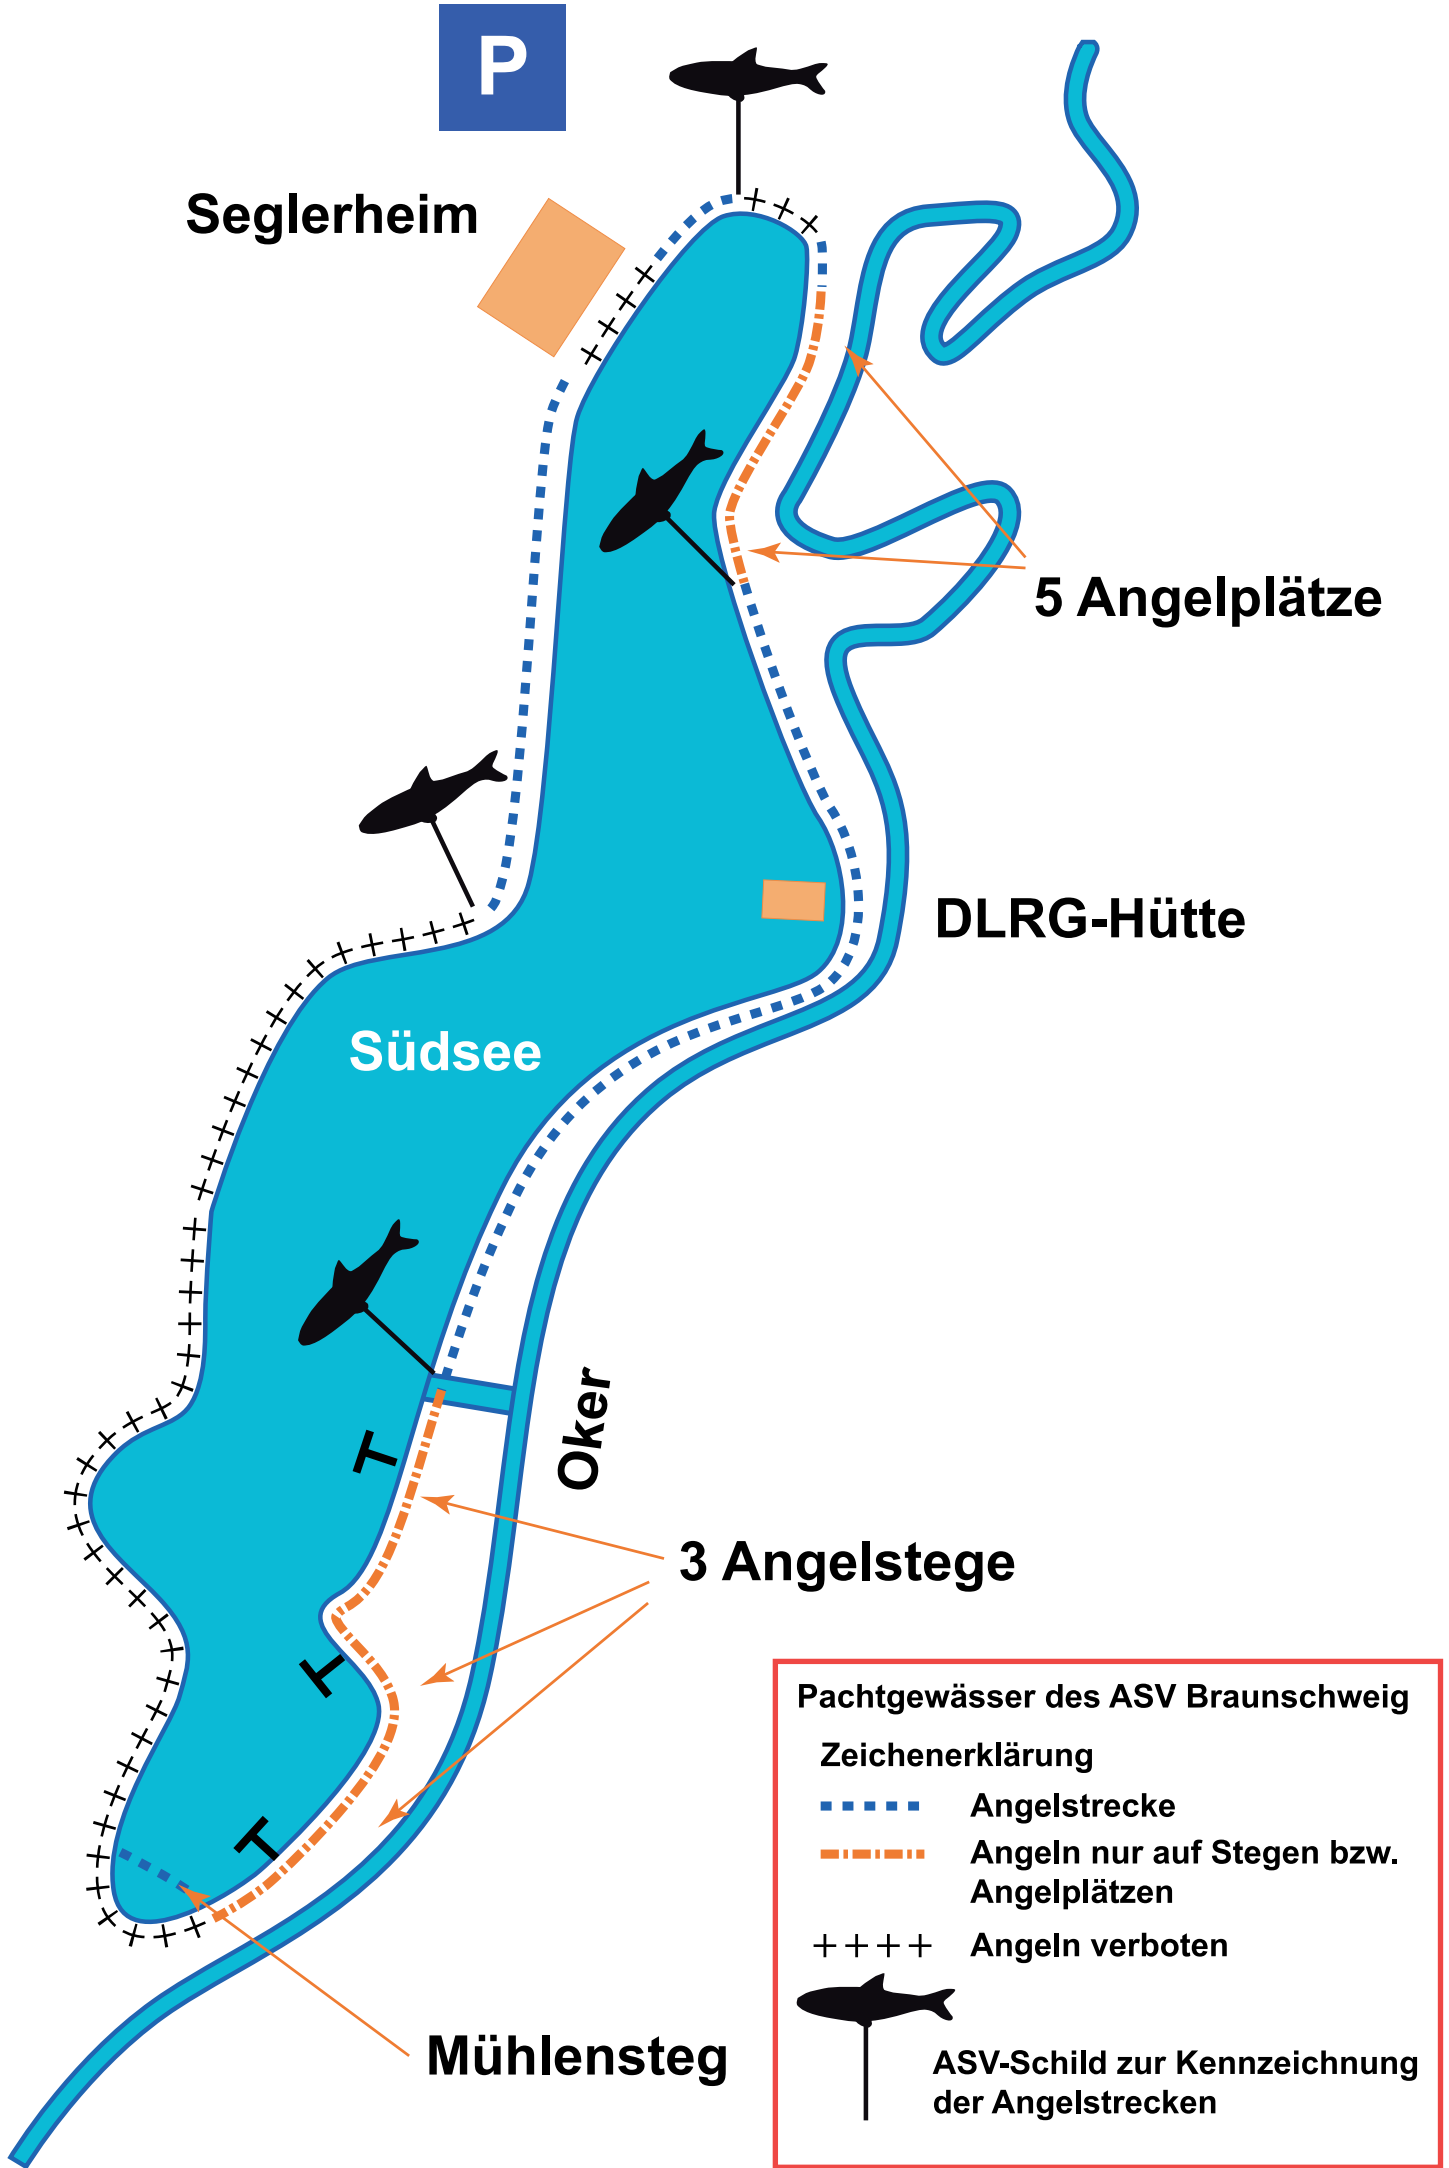 P
Seglerheim
5 Angelplätze
DLRG-Hütte
Südsee
Oker
3 Angelstege
Mühlensteg
Pachtgewässer des ASV Braunschweig
Zeichenerklärung
Angelstrecke
Angeln nur auf Stegen bzw.
Angelplätzen
++++ Angeln verboten
ASV-Schild zur Kennzeichnung
der Angelstrecken